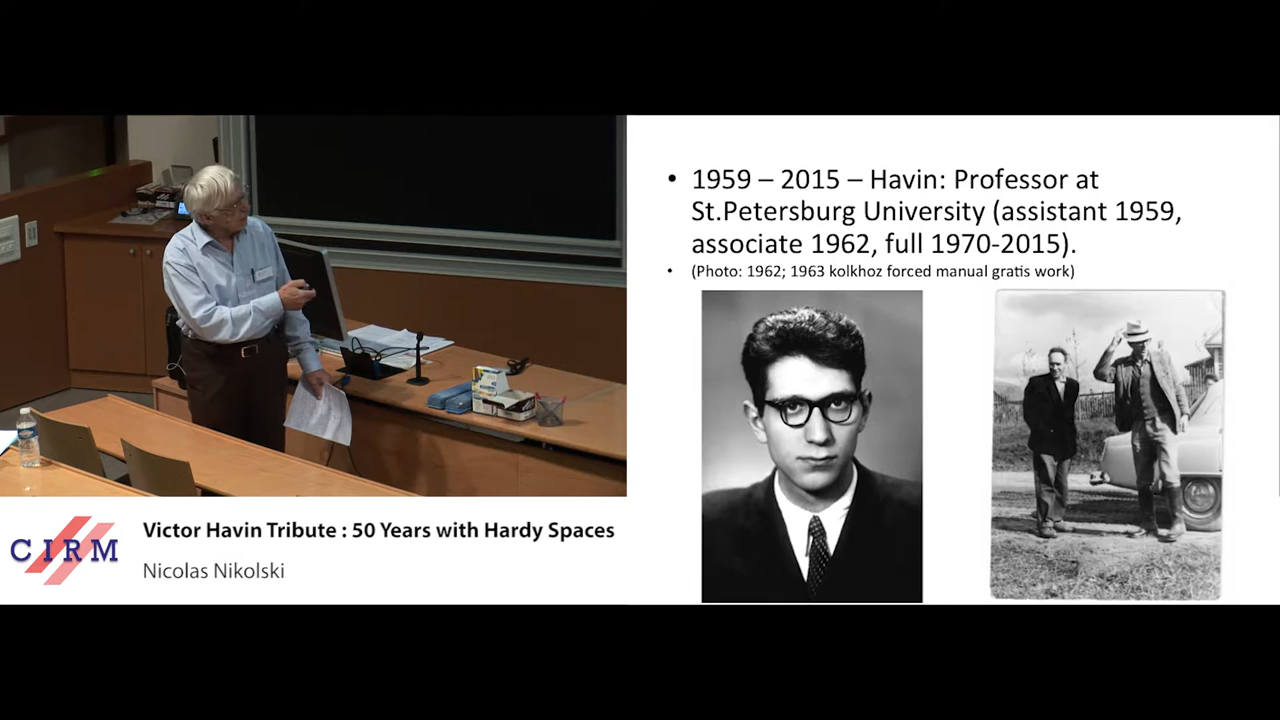 • 1959 – 2015 – Havin: Professor at
St.Petersburg University (assistant 1959,
associate 1962, full 1970-2015).
• (Photo: 1962; 1963 kolkhoz forced manual gratis work)
CIRM
Victor Havin Tribute : 50 Years with Hardy Spaces
Nicolas Nikolski